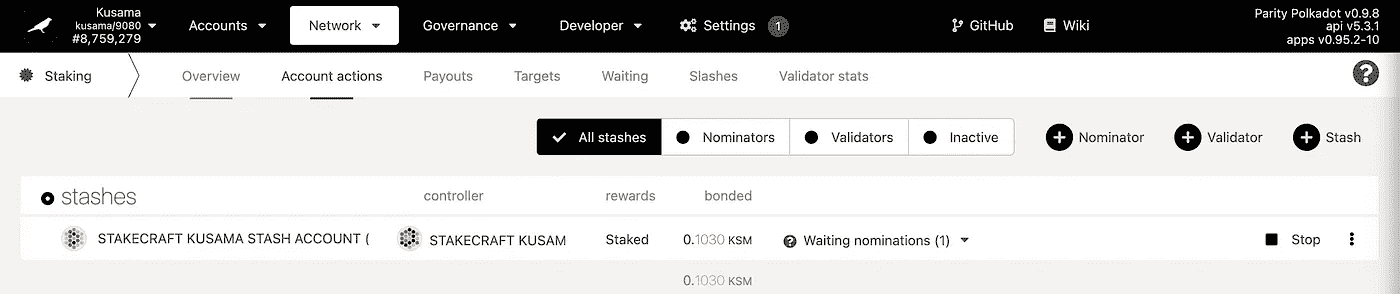 Kusama
kusama/9080
#8,759,279
Accounts
Network
Governance
Developer
Settings
1
GitHub
Wiki
Parity Polkadot v0.9.8
api v5.3.1
apps v0.95.2-10
Staking
Overview
Account actions
Payouts
Targets
Waiting
Slashes
Validator stats
?
All stashes
Nominators
Validators
Inactive
Nominator
Validator
Stash
stashes
controller
rewards
bonded
STAKECRAFT KUSAMA STASH ACCOUNT (
STAKECRAFT KUSAM
Staked
0.1030 KSM
? Waiting nominations (1)
Stop
0.1030 KSM